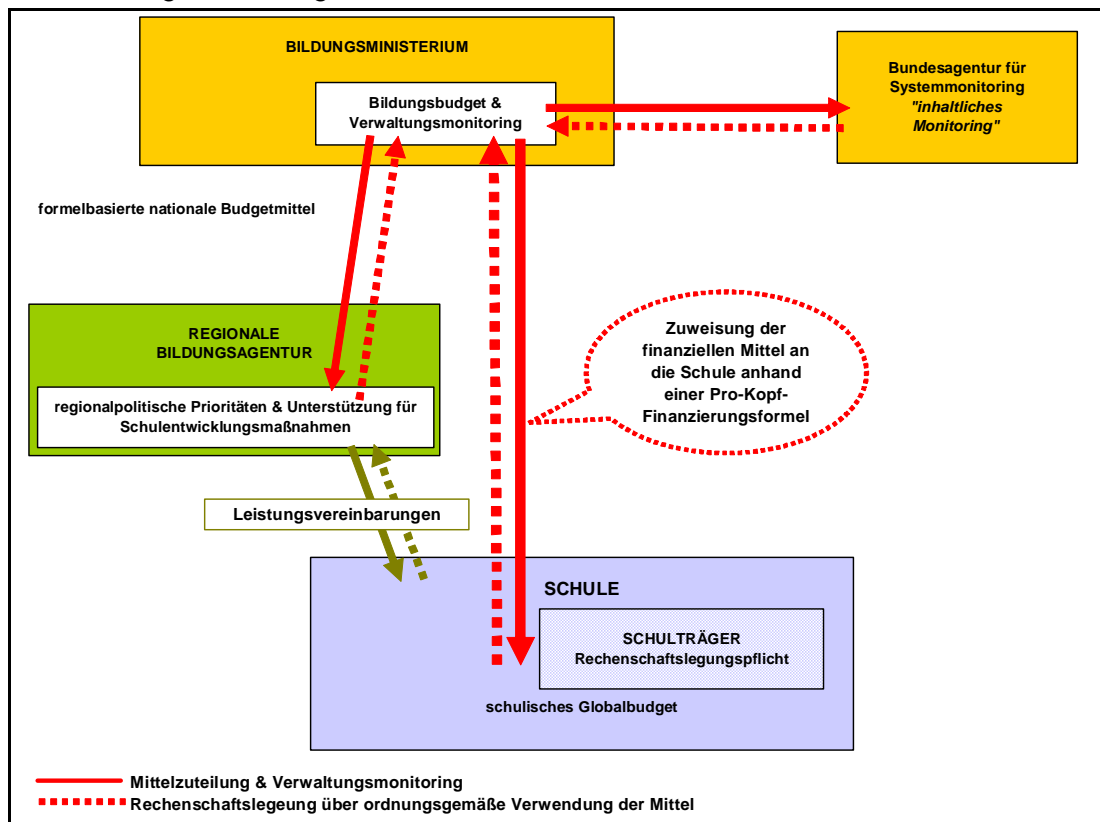 BILDUNGSMINISTERIUM
Bildungsbudget &
Verwaltungsmonitoring
Bundesagentur für
Systemmonitoring
"inhaltliches
Monitoring"
formelbasierte nationale Budgetmittel
REGIONALE
BILDUNGSAGENTUR
regionalpolitische Prioritäten & Unterstützung für
Schulentwicklungsmaßnahmen
Zuweisung der
finanziellen Mittel an
die Schule anhand
einer Pro-Kopf-
Finanzierungsformel
Leistungsvereinbarungen
SCHULE
SCHULTRÄGER
Rechenschaftslegungspflicht
schulisches Globalbudget
Mittelzuteilung & Verwaltungsmonitoring
Rechenschaftslegeung über ordnungsgemäße Verwendung der Mittel